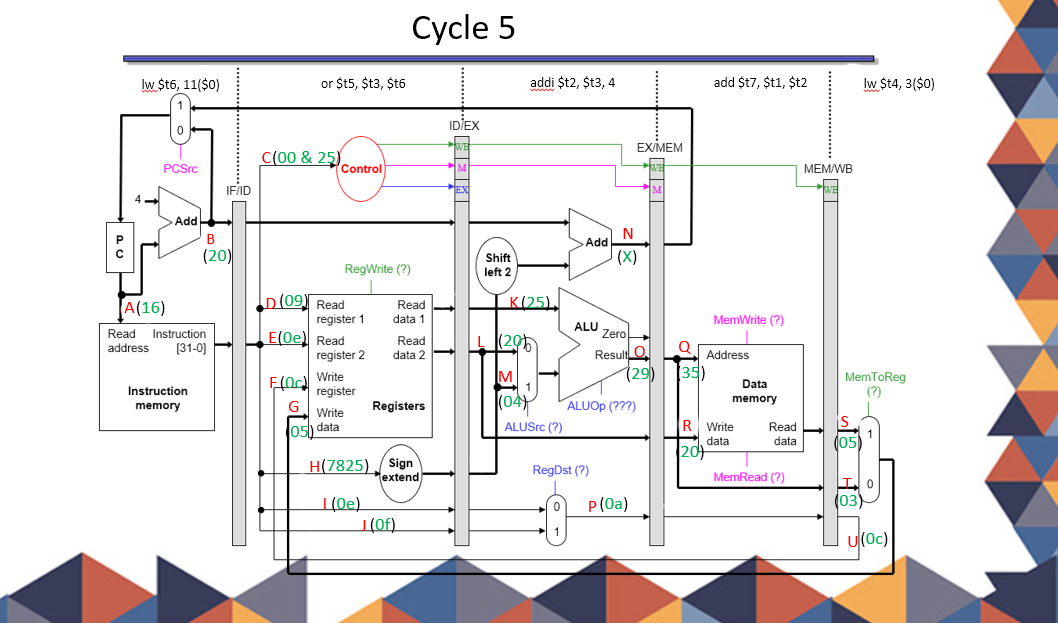 Cycle 5
lw $t6, 11($0)
or $t5, $t3, $t6
addi $t2, $t3, 4
add $t7, $t1, $t2
lw $t4, 3($0)
1
0
PCSrc
4
Add
P
C
B
(20)
A(16)
Read
address
Instruction
[31-0]
Instruction
memory
IF/ID
C(00 & 25)
Control
ID/EX
WB
M
EX
EX/MEM
WB
M
MEM/WB
WB
RegWrite (?)
D(09)
E(0e)
F(0c)
G
(05)
Read
register 1
Read
data 1
Read
register 2
Read
data 2
Write
register
Write
data
Registers
H(7825)
Sign
extend
I (0e)
J (0f)
Shift
left 2
Add
N
(X)
K(25)
L (20)
M
(04)
0
1
ALUSrc (?)
ALU
Zero
Result
ALUOp (???)
O
(29)
RegDst (?)
0
1
P (0a)
Q
(35)
MemWrite (?)
Address
Data
memory
Write
data
Read
data
R
(20)
MemRead (?)
MemToReg
(?)
S
(05)
T
(03)
1
0
U(0c)